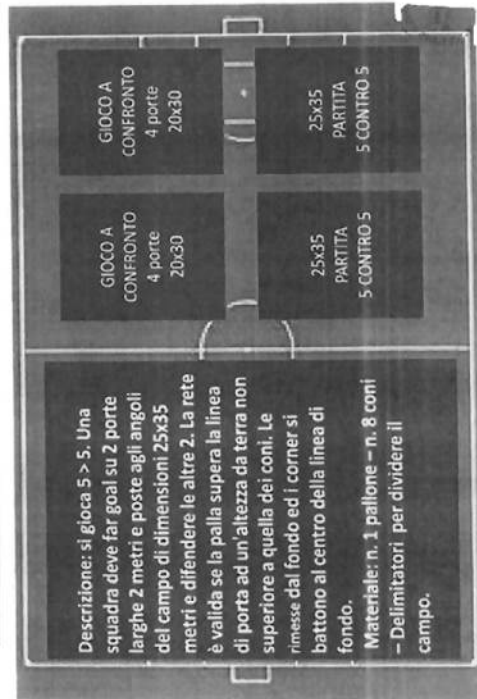 Descrizione: si gioca 5 > 5. Una
squadra deve far goal su 2 porte
larghe 2 metri e poste agli angoli
del campo di dimensioni 25x35
metri e difendere le altre 2. La rete
è valida se la palla supera la linea
di porta ad un'altezza da terra non
superiore a quella dei coni. Le
rimesse dal fondo ed i corner si
battono al centro della linea di
fondo.
Materiale: n. 1 pallone – n. 8 coni
– Delimitatori per dividere il
campo.
GIOCO A
CONFRONTO
4 porte
20x30
GIOCO A
CONFRONTO
4 porte
20x30
25x35
PARTITA
5 CONTRO 5
25x35
PARTITA
5 CONTRO 5